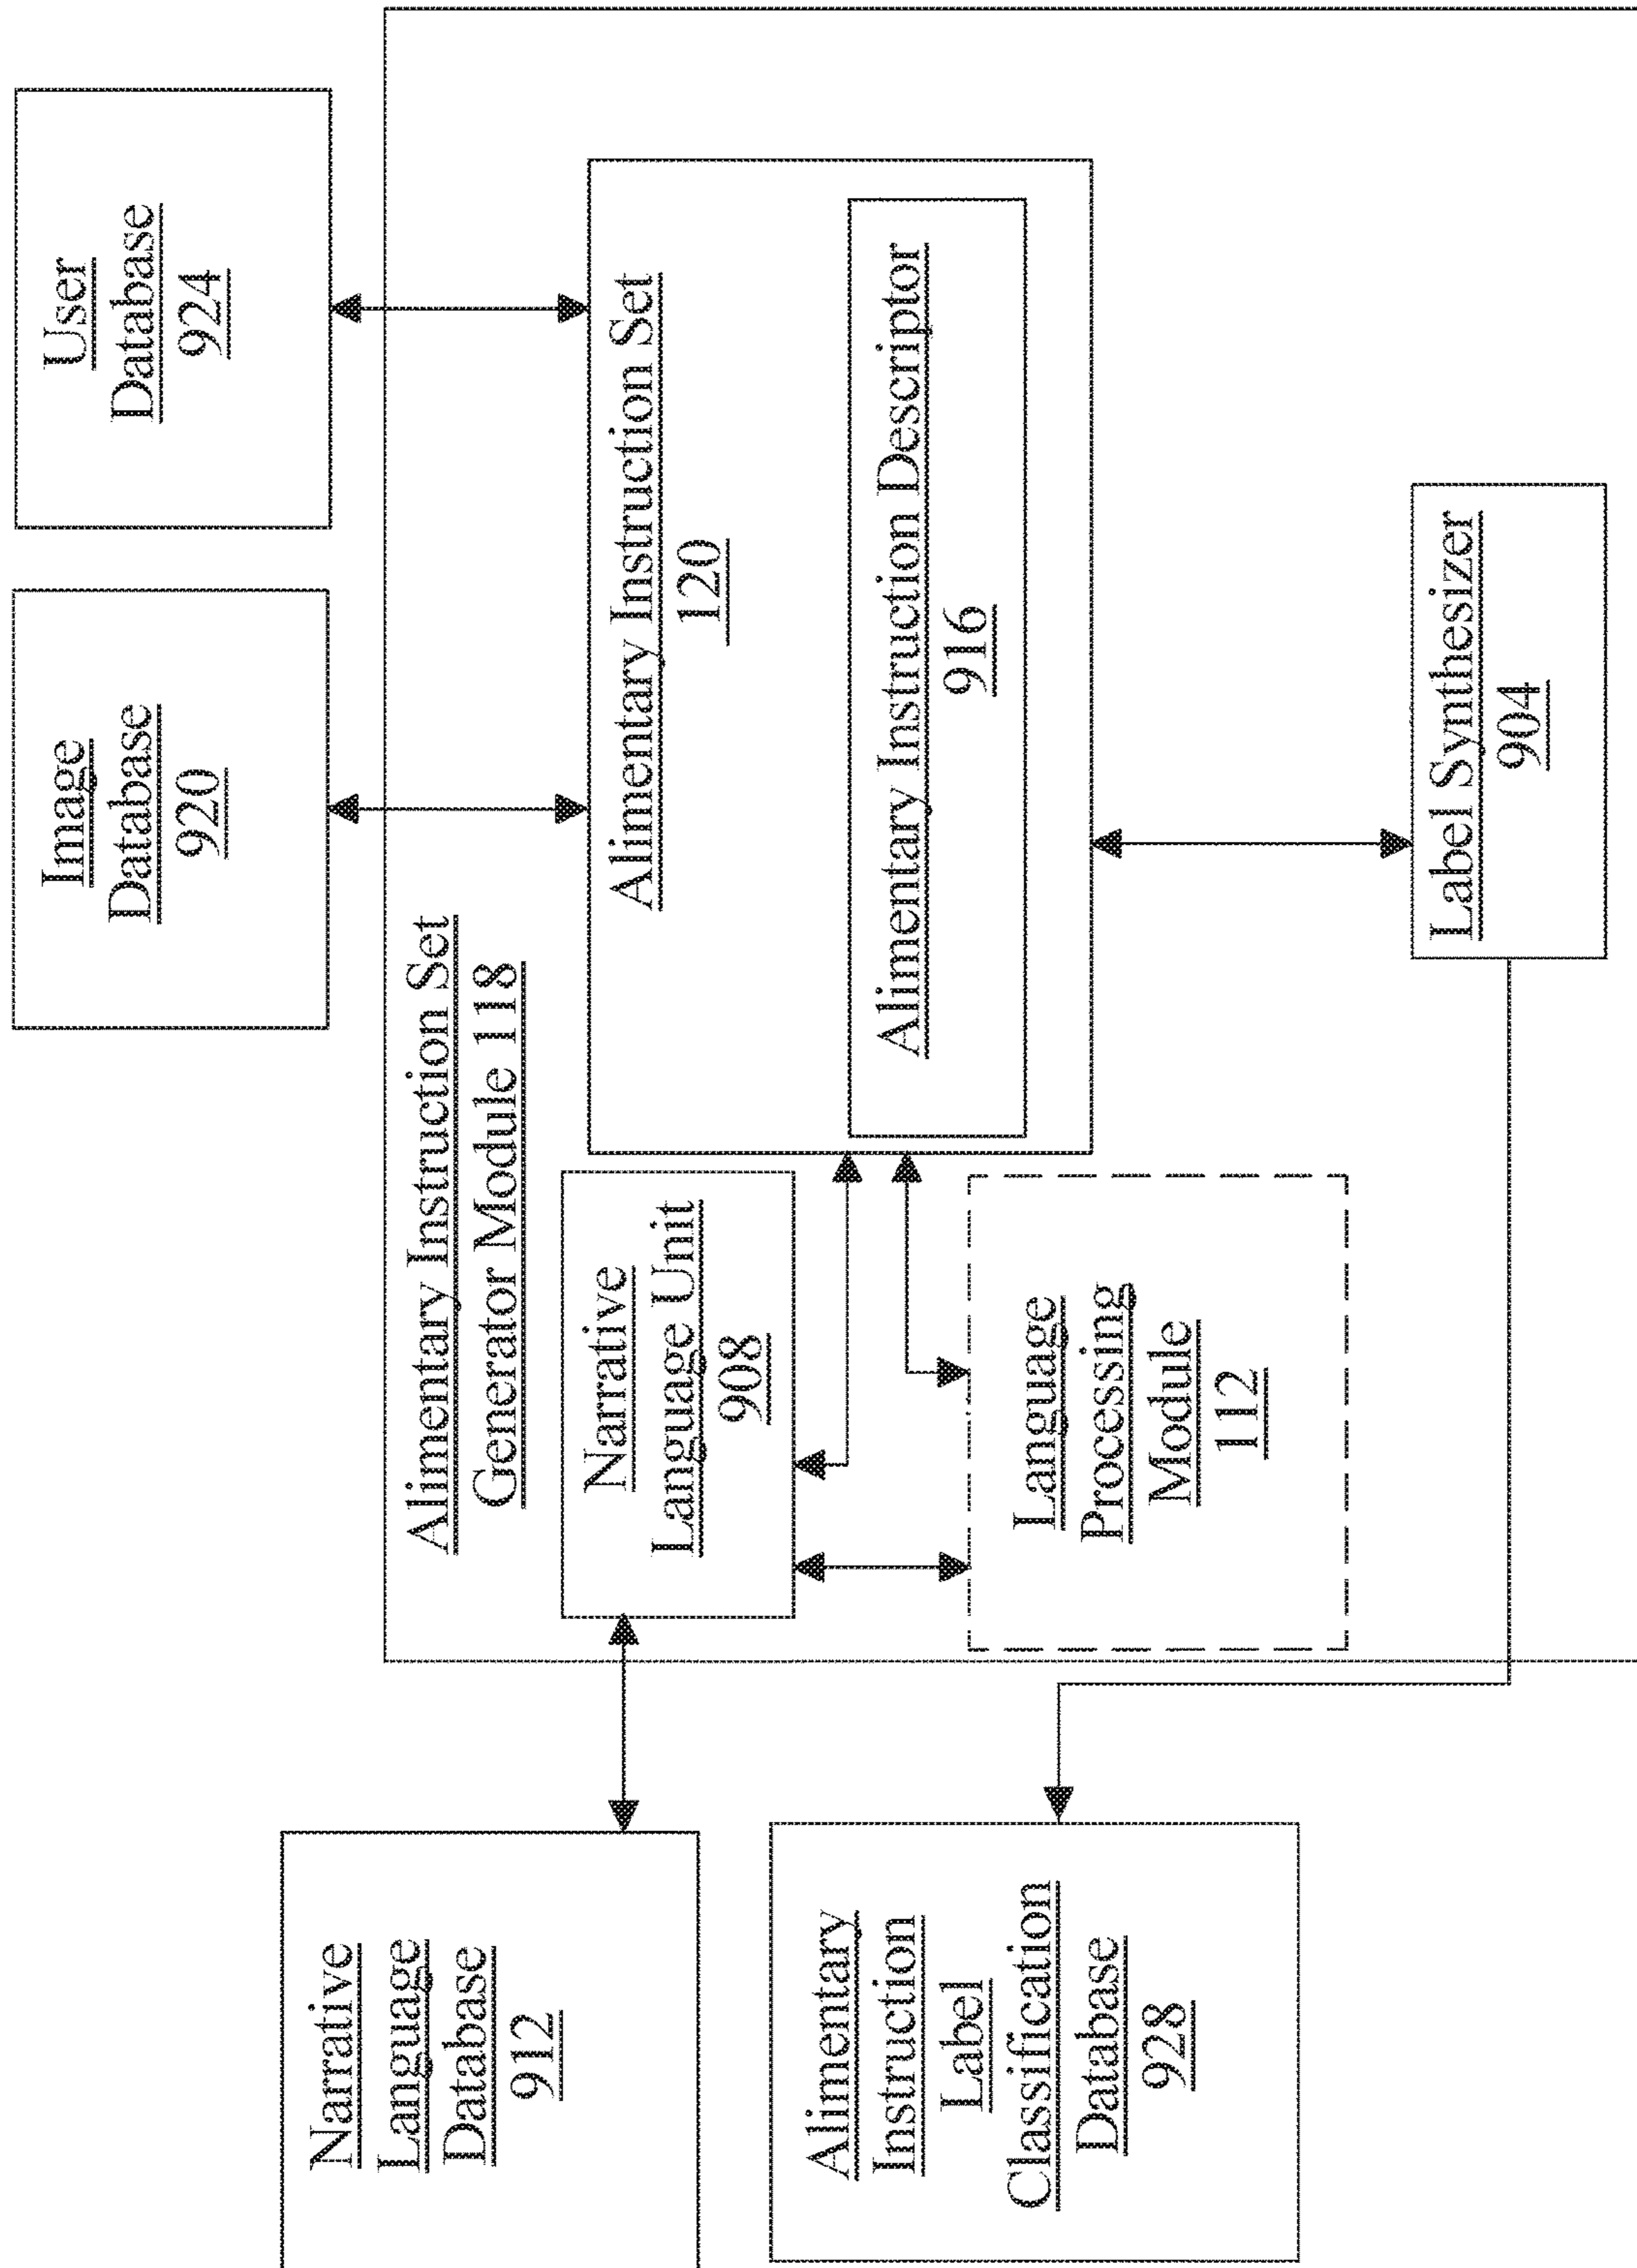 Image
Database
920
User
Database
924
Alimentary Instruction Set
Generator Module 118
Narrative
Language Database
912
Narrative
Language Unit
908
Alimentary Instruction Set
120
Alimentary Instruction Descriptor
916
Language
Processing
Module
112
Alimentary
Instruction
Label
Classification
Database
928
Label Synthesizer
904